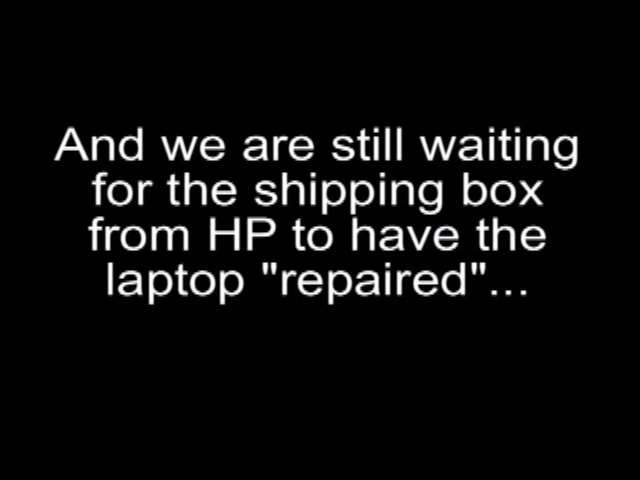 And we are still waiting
for the shipping box
from HP to have the
laptop "repaired"...